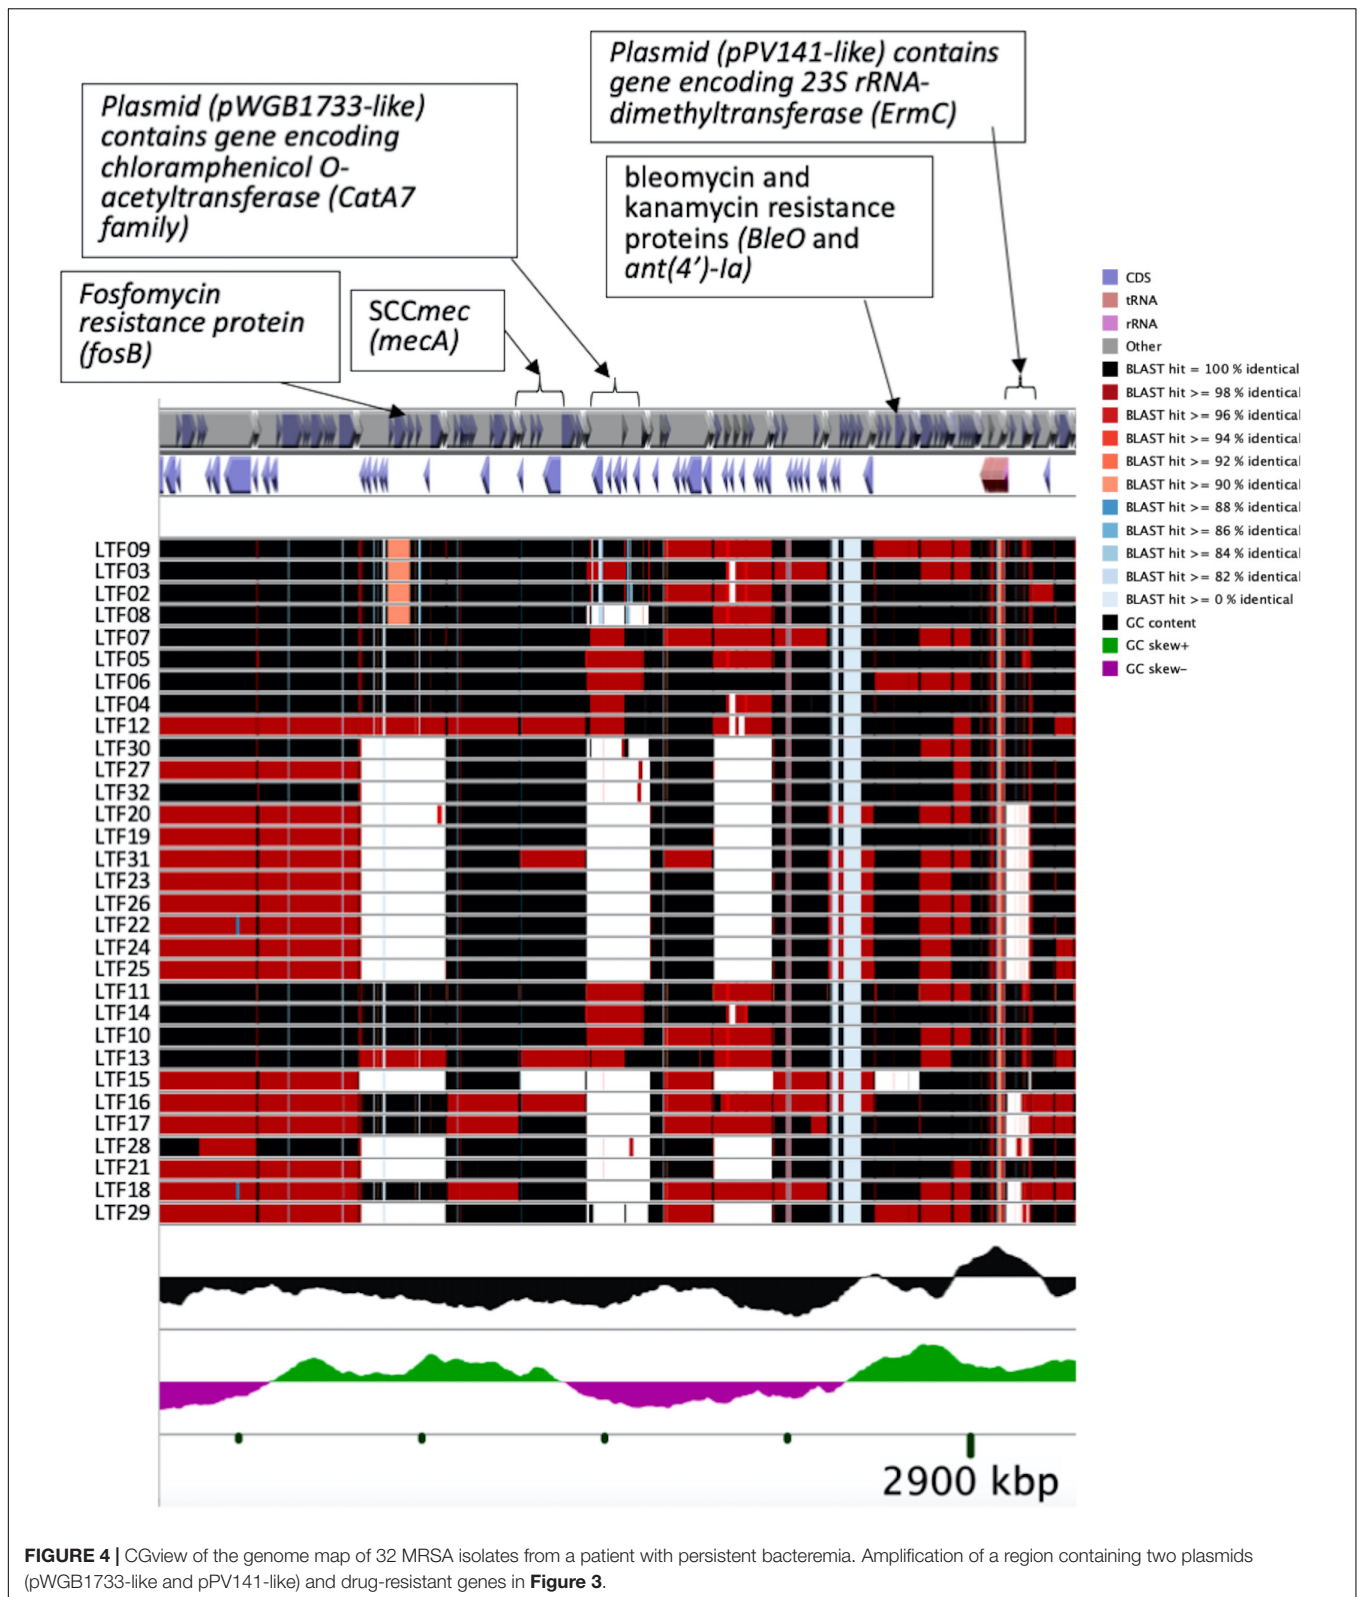 Plasmid (pPV141-like) contains
gene encoding 23S rRNA-
dimethyltransferase (ErmC)
Plasmid (pWGB1733-like)
contains gene encoding
chloramphenicol O-
acetyltransferase (CatA7
family)
bleomycin and
kanamycin resistance
proteins (BleO and
ant(4')-Ia)
Fosfomycin
resistance protein
(fosB)
SCCmec
(mecA)
CDS
tRNA
rRNA
Other
BLAST hit = 100 % identical
BLAST hit >= 98 % identical
BLAST hit >= 96 % identical
BLAST hit >= 94 % identical
BLAST hit >= 92 % identical
BLAST hit >= 90 % identical
BLAST hit >= 88 % identical
BLAST hit >= 86 % identical
BLAST hit >= 84 % identical
BLAST hit >= 82 % identical
BLAST hit >= 0 % identical
GC content
GC skew+
GC skew-
LTF09
LTF03
LTF02
LTF08
LTF07
LTF05
LTF06
LTF04
LTF12
LTF30
LTF27
LTF32
LTF20
LTF19
LTF31
LTF23
LTF26
LTF22
LTF24
LTF25
LTF11
LTF14
LTF10
LTF13
LTF15
LTF16
LTF17
LTF28
LTF21
LTF18
LTF29
2900 kbp
FIGURE 4 | CGview of the genome map of 32 MRSA isolates from a patient with persistent bacteremia. Amplification of a region containing two plasmids
(pWGB1733-like and pPV141-like) and drug-resistant genes in Figure 3.